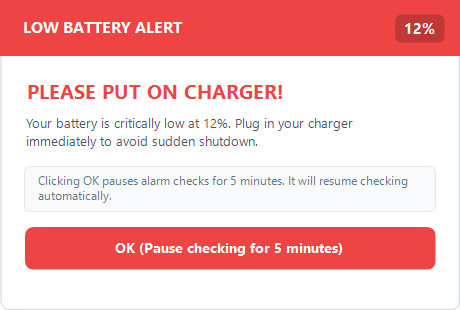 LOW BATTERY ALERT
12%
PLEASE PUT ON CHARGER!
Your battery is critically low at 12%. Plug in your charger
immediately to avoid sudden shutdown.
Clicking OK pauses alarm checks for 5 minutes. It will resume checking
automatically.
OK (Pause checking for 5 minutes)